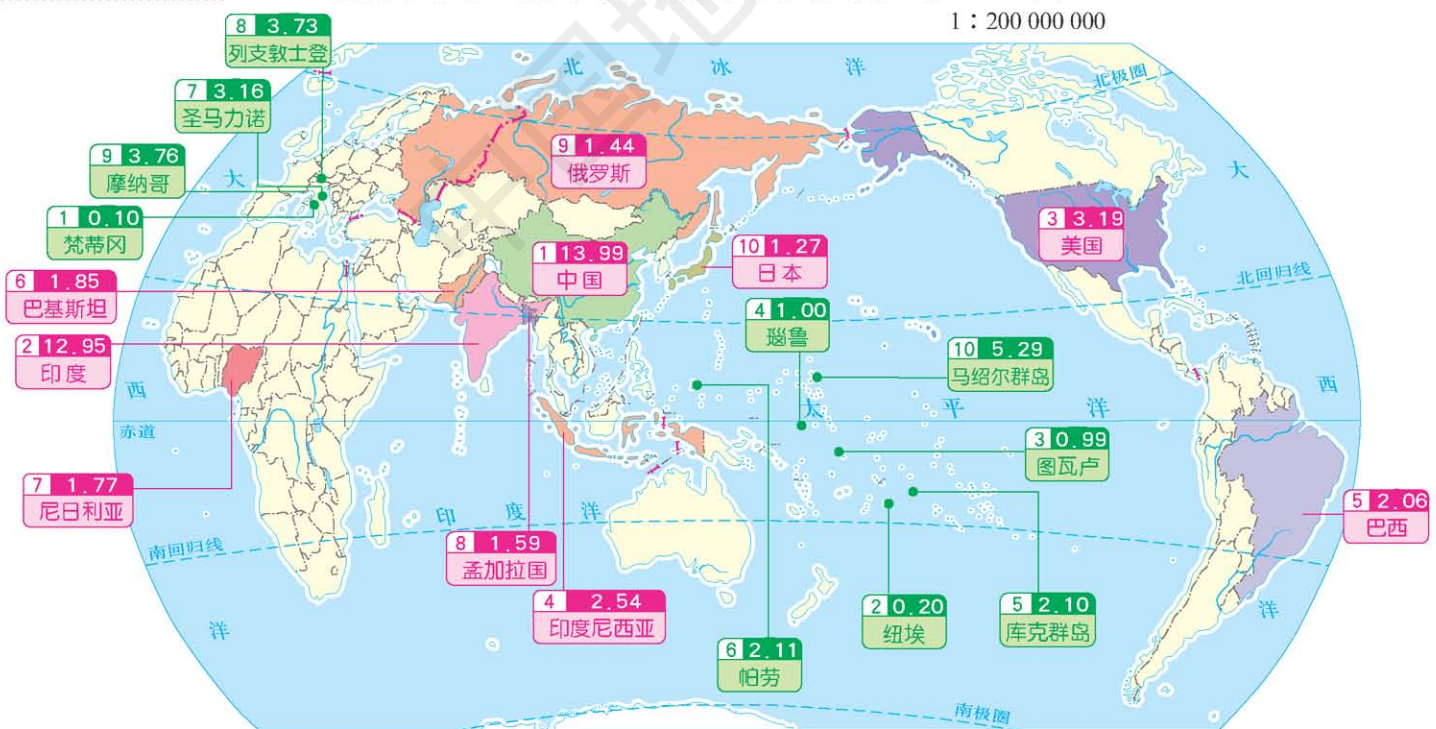 1：200 000 000
8 3.73
列支敦士登
北 冰 洋
北极圈
7 3.16
圣马力诺
9 1.44
俄罗斯
9 3.76
摩纳哥
大
大
1 0.10
梵蒂冈
3 3.19
美国
1 13.99
中国
10 1.27
日本
北回归线
6 1.85
巴基斯坦
4 1.00
瑙鲁
2 12.95
印度
10 5.29
马绍尔群岛
西
西
太 平 洋
赤道
3 0.99
图瓦卢
7 1.77
尼日利亚
5 2.06
巴西
印 度 洋
南回归线
8 1.59
孟加拉国
4 2.54
印度尼西亚
2 0.20
纽埃
5 2.10
库克群岛
洋
洋
6 2.11
帕劳
南极圈